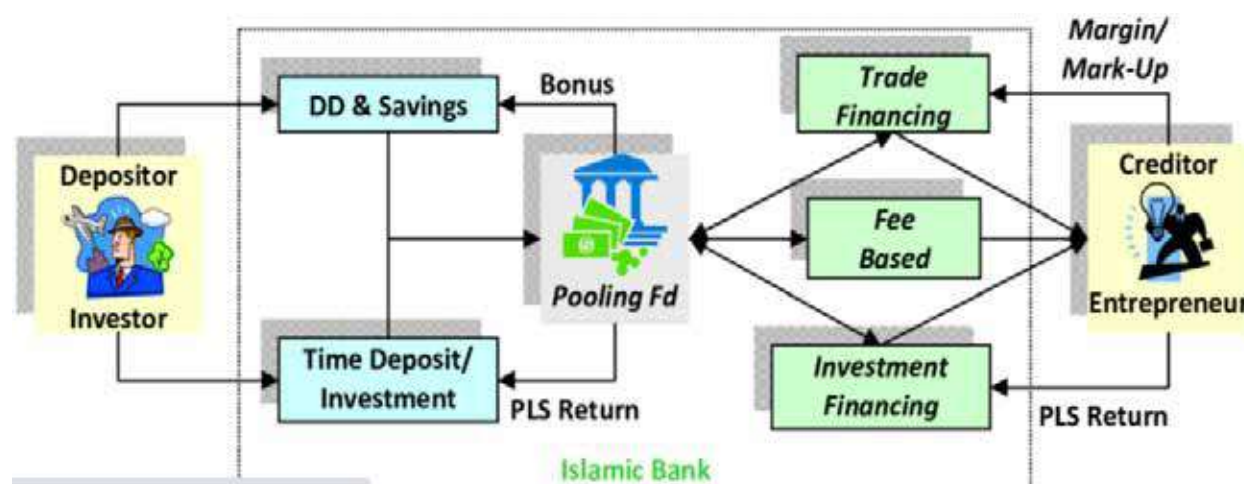 Depositor
Investor
DD & Savings
Time Deposit/
Investment
Bonus
Pooling Fd
PLS Return
Islamic Bank
Trade
Financing
Fee
Based
Investment
Financing
Margin/
Mark-Up
Creditor
Entrepreneur
PLS Return